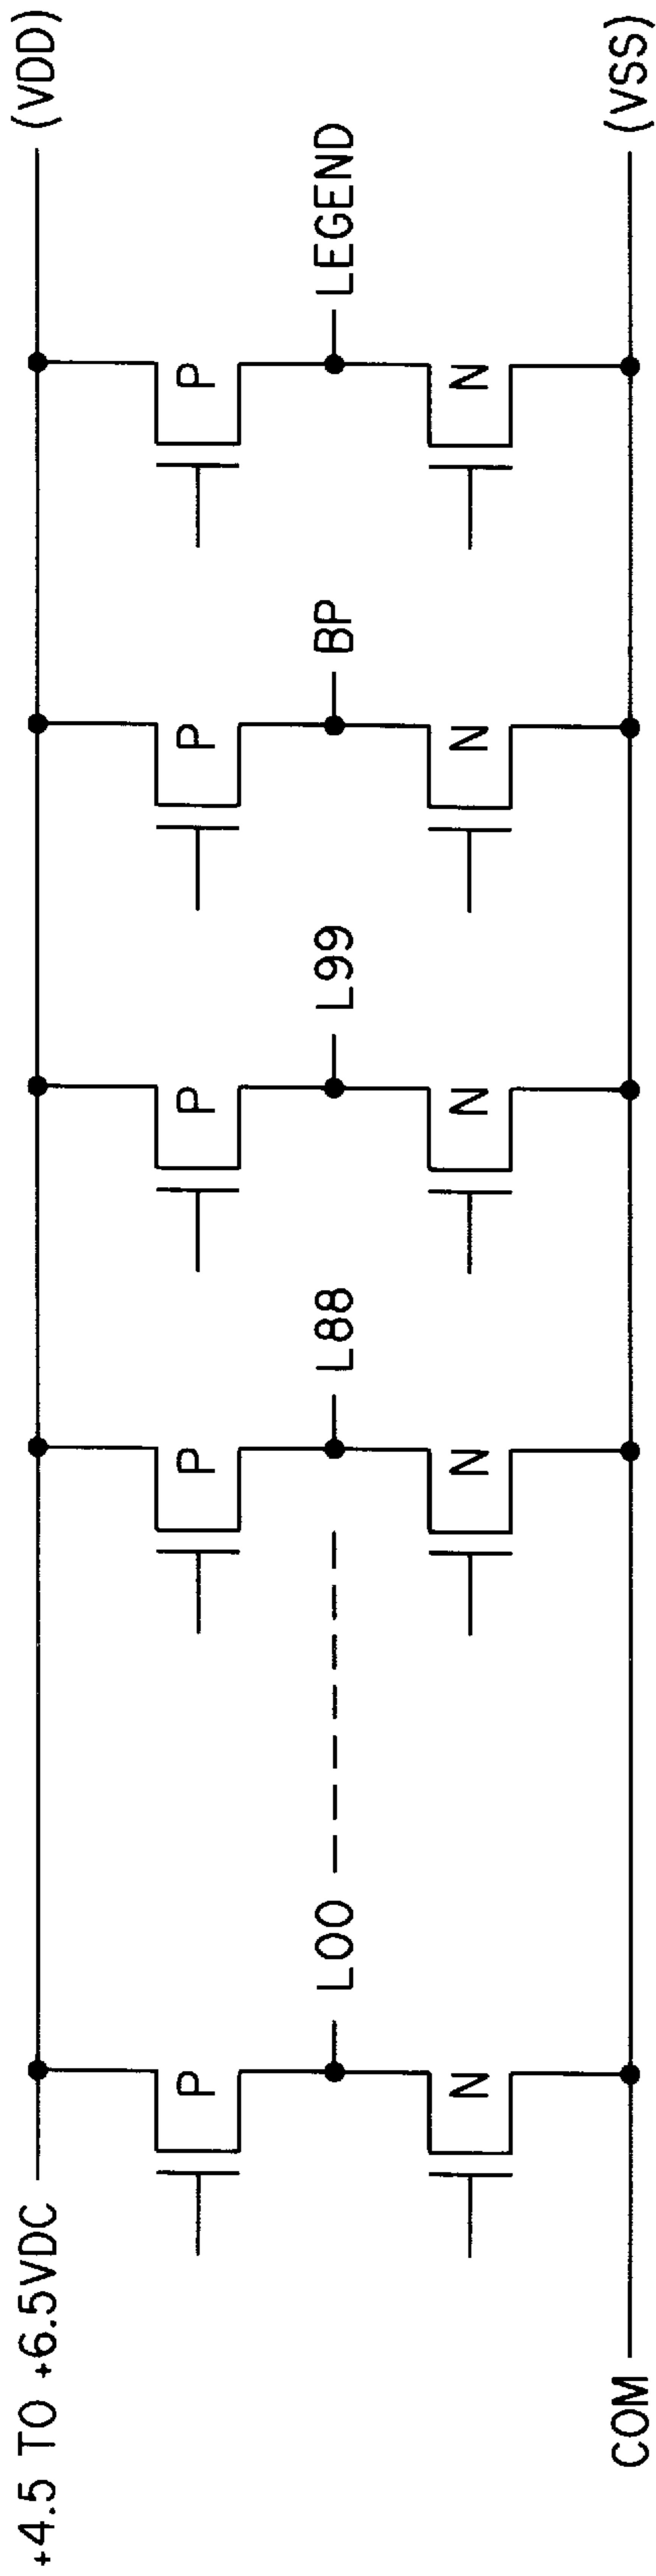 +4.5 TO +6.5VDC
(VDD)
P
P
P
P
P
L00
L88
L99
BP
LEGEND
N
N
N
N
N
COM
(VSS)